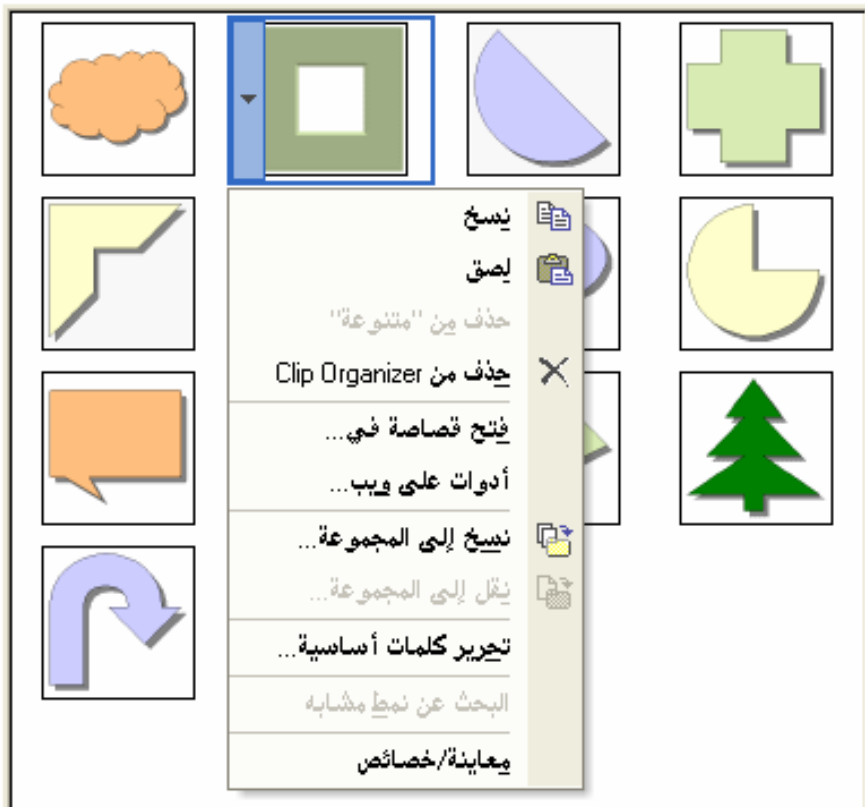 نسخ
لصق
حذف من "متنوعة"
حذف من Clip Organizer
فتح قصاصة في...
أدوات على ويب...
نسخ إلى المجموعة...
نقل إلى المجموعة...
تحرير كلمات أساسية...
البحث عن نمط مشابه
معاينة/خصائص